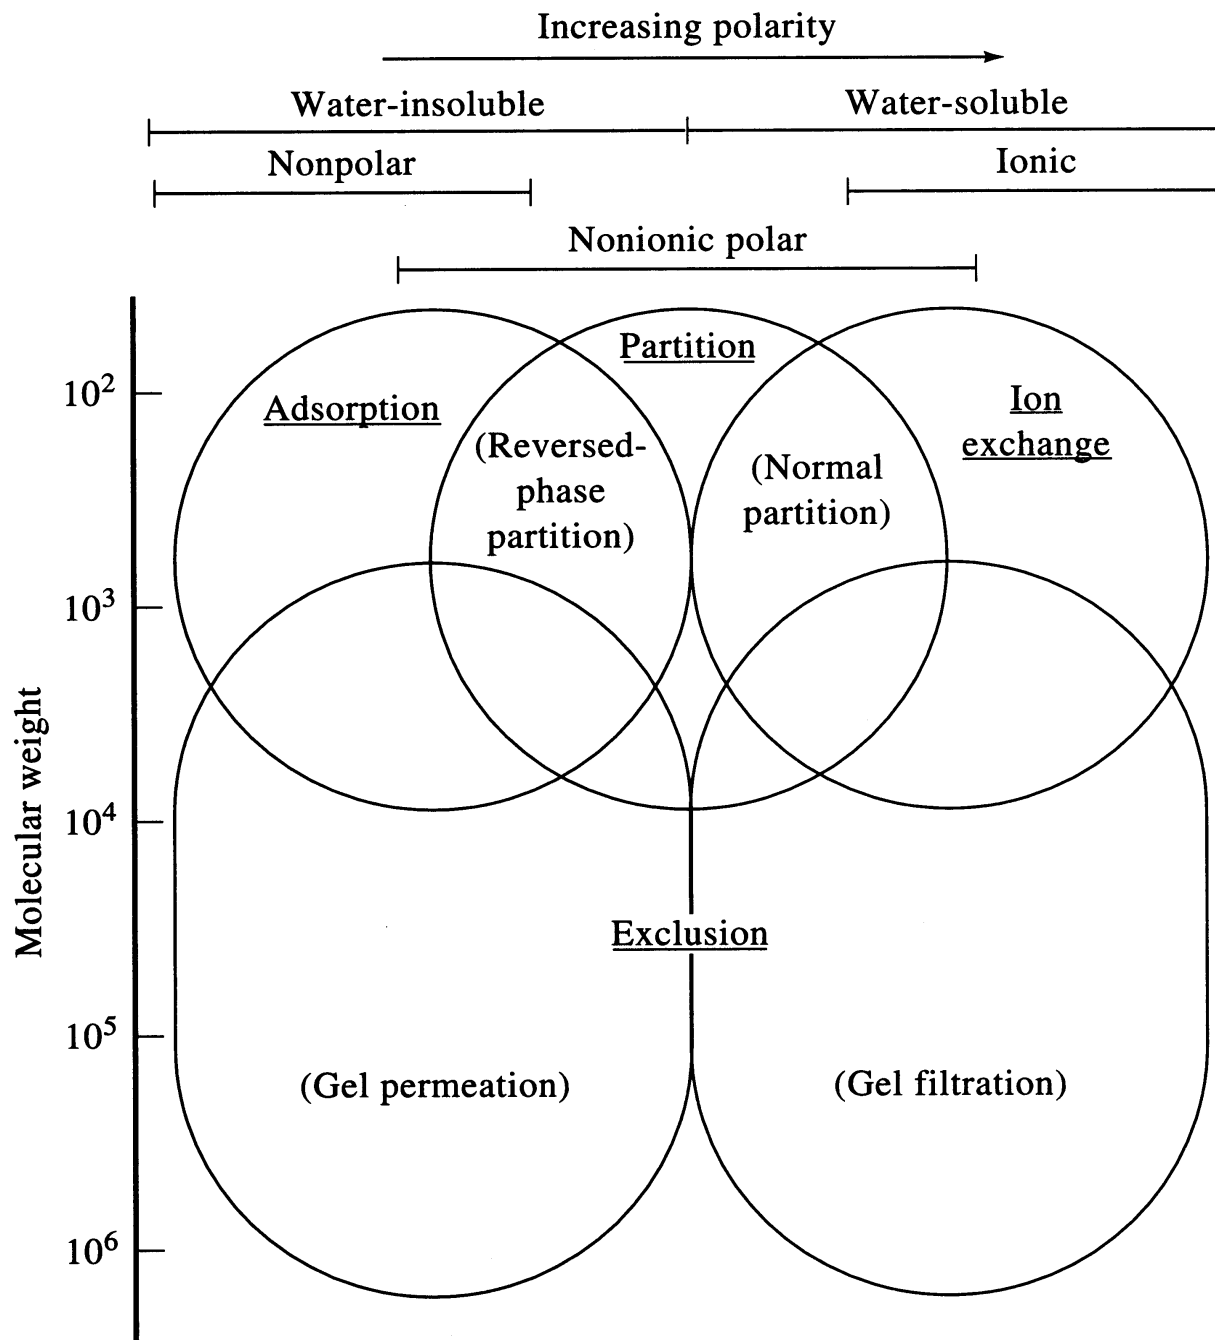 Increasing polarity
Water-insoluble
Water-soluble
Nonpolar
Ionic
Nonionic polar
Partition
Adsorption
Ion
exchange
(Reversed-
phase
partition)
(Normal
partition)
Exclusion
(Gel permeation)
(Gel filtration)
Molecular weight
10²
10³
10⁴
10⁵
10⁶